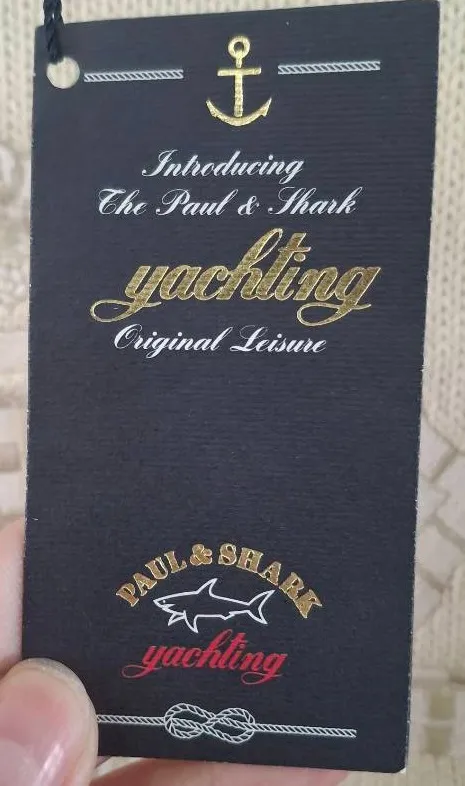 Introducing
The Paul & Shark
yachting
Original Leisure
PAUL & SHARK
yachting